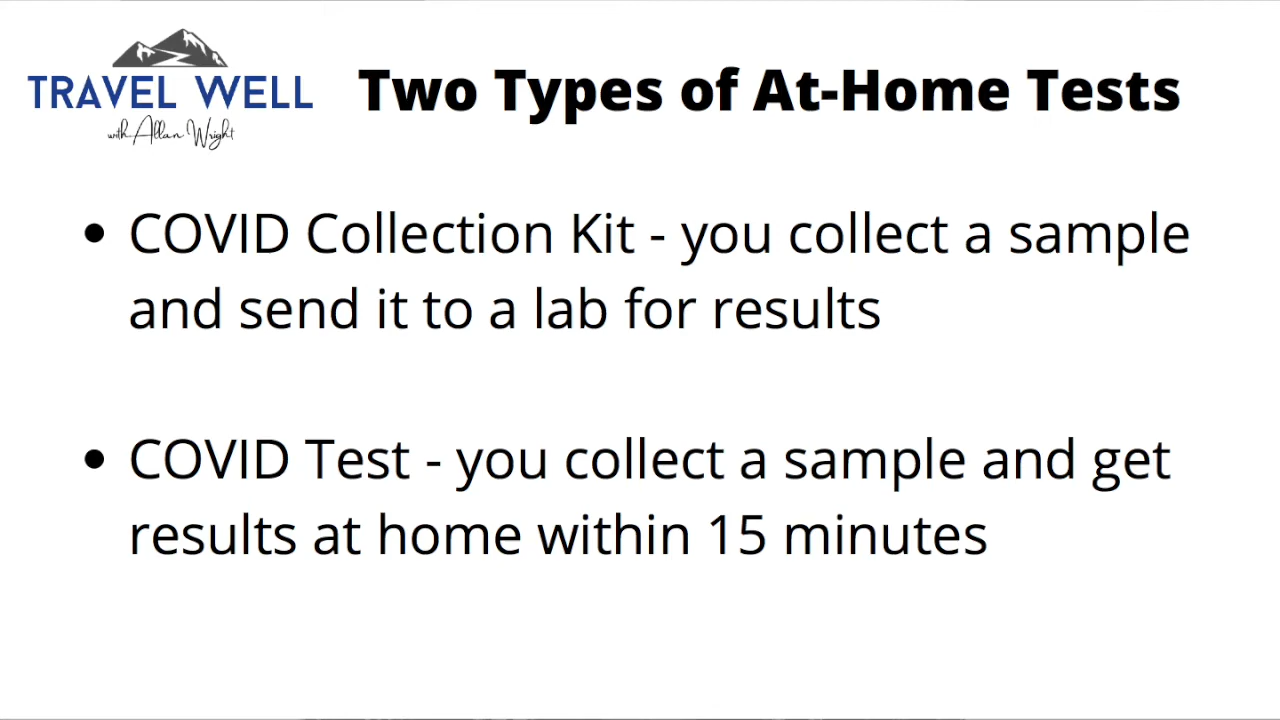 TRAVEL WELL
with Allan Wright
Two Types of At-Home Tests
• COVID Collection Kit - you collect a sample
and send it to a lab for results
• COVID Test - you collect a sample and get
results at home within 15 minutes